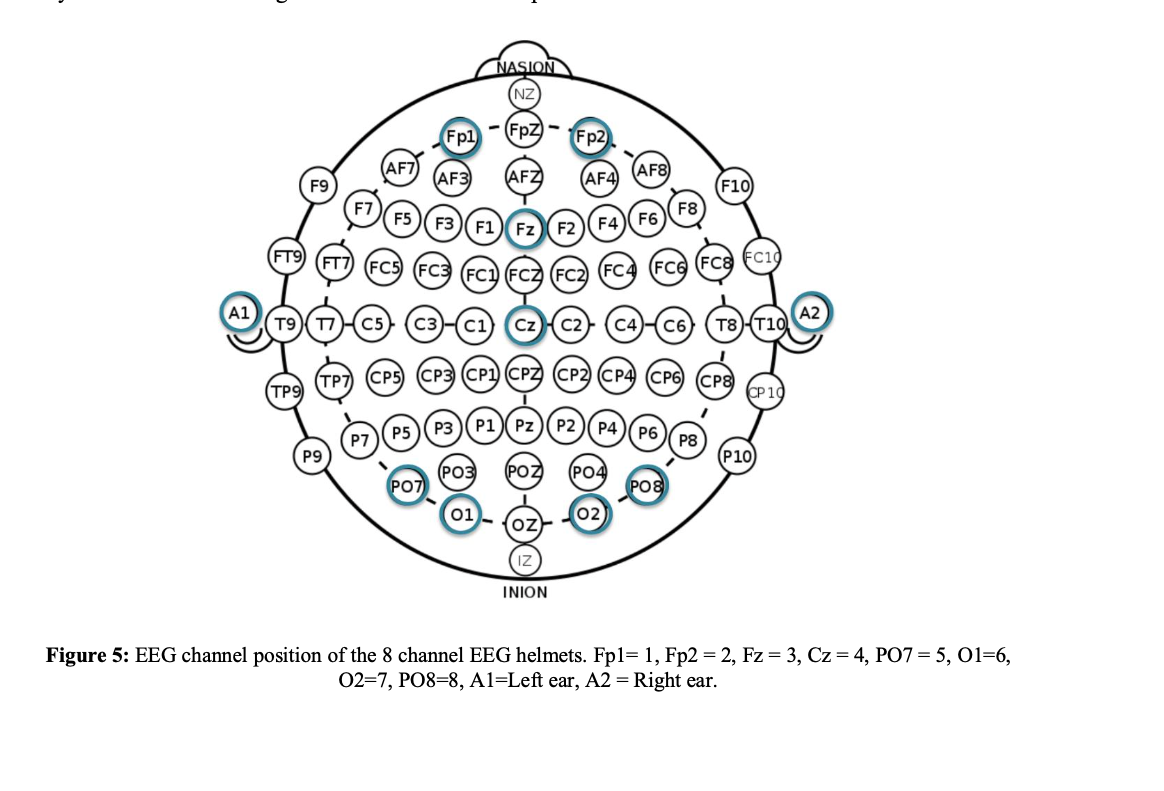 NASION
NZ
Fp1 FpZ Fp2
AF7 AF3 AFZ AF4 AF8
F9 F10
F7 F5 F3 F1 Fz F2 F4 F6 F8
FT9 FT7 FC5 FC3 FC1 FCZ FC2 FC4 FC6 FC8 FC10
A1 T9 T7 C5 C3 C1 Cz C2 C4 C6 T8 T10 A2
TP9 TP7 CP5 CP3 CP1 CPZ CP2 CP4 CP6 CP8 CP10
P9 P7 P5 P3 P1 Pz P2 P4 P6 P8 P10
PO7 PO3 POZ PO4 PO8
O1 OZ O2
IZ
INION
Figure 5: EEG channel position of the 8 channel EEG helmets. Fp1= 1, Fp2 = 2, Fz = 3, Cz = 4, PO7 = 5, O1=6,
O2=7, PO8=8, A1=Left ear, A2 = Right ear.